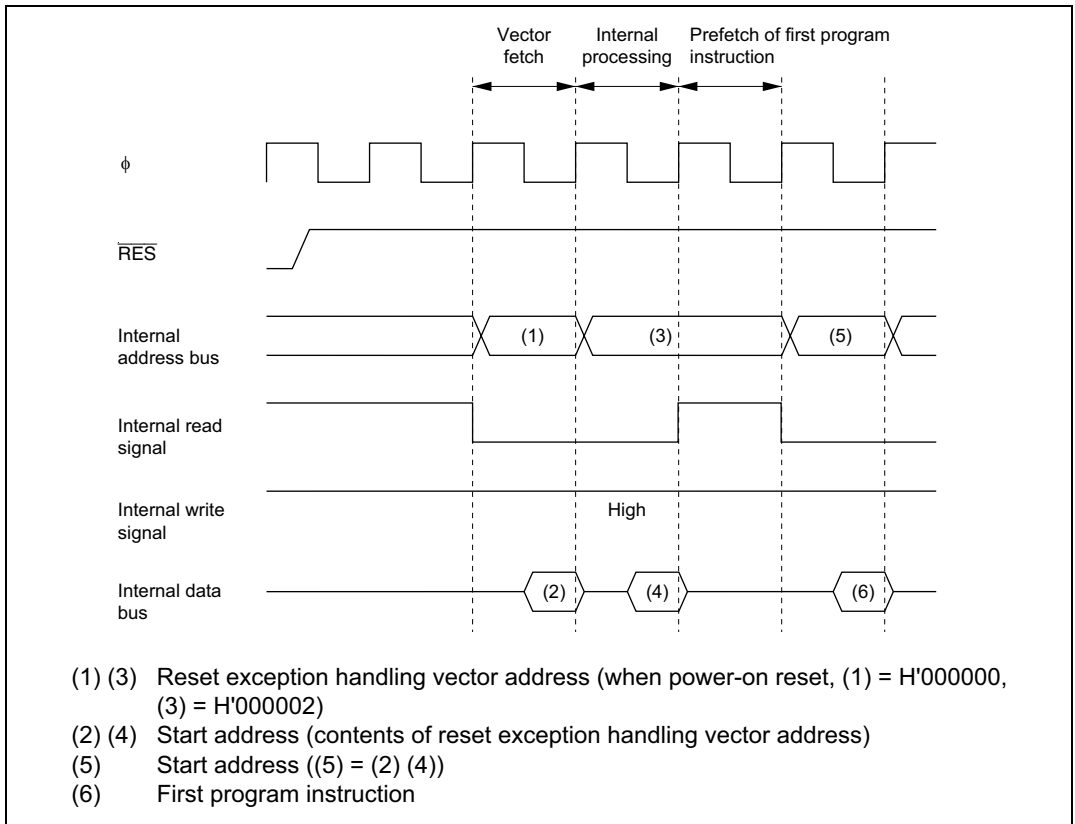 Vector fetch
Internal processing
Prefetch of first program instruction
ϕ
RES
Internal address bus
(1)
(3)
(5)
Internal read signal
Internal write signal
High
Internal data bus
(2)
(4)
(6)
(1) (3) Reset exception handling vector address (when power-on reset, (1) = H'000000,
(3) = H'000002)
(2) (4) Start address (contents of reset exception handling vector address)
(5) Start address ((5) = (2) (4))
(6) First program instruction